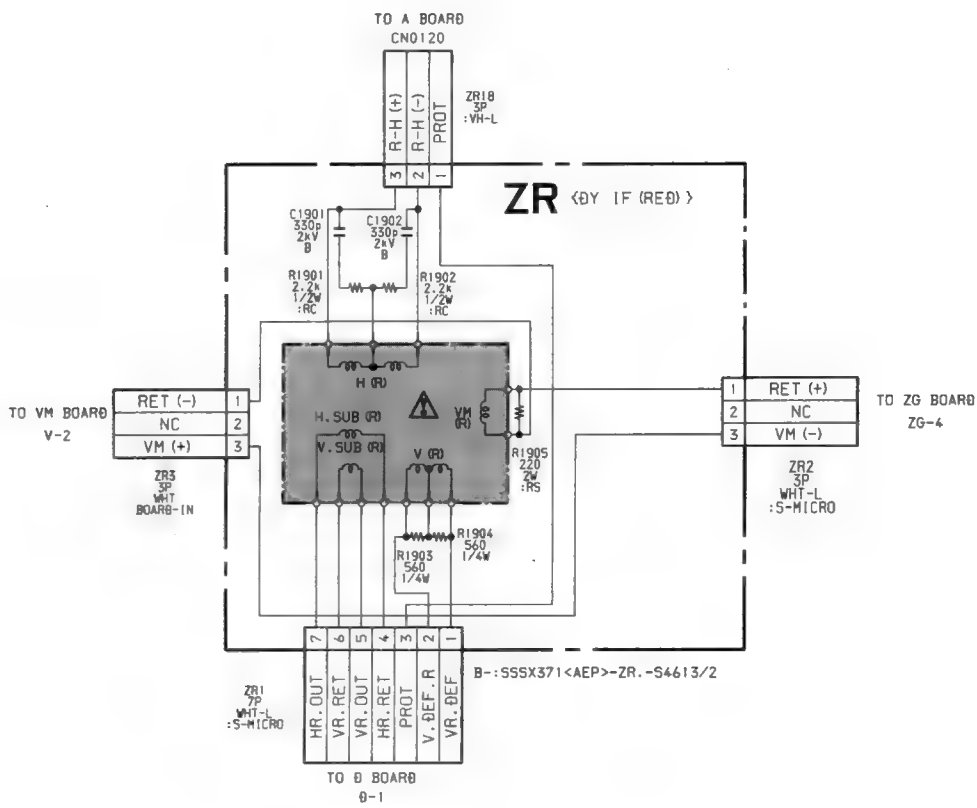 TO A BOARD
CN0120
R-H (+)
R-H (-)
PROT
3
2
1
ZR18
3P
:VH-L
ZR {DY IF (RED) }
C1901
330p
2kV
B
C1902
330p
2kV
B
R1901
2.2k
1/2W
:RC
R1902
2.2k
1/2W
:RC
H (R)
H.SUB (R)
V.SUB (R)
V (R)
VM
(R)
TO VM BOARD
V-2
RET (-) 1
NC 2
VM (+) 3
ZR3
3P
WHT
BOARD-IN
1 RET (+)
2 NC
3 VM (-)
TO ZG BOARD
ZG-4
ZR2
3P
WHT-L
:S-MICRO
R1905
220
2W
:RS
R1904
560
1/4W
R1903
560
1/4W
7
6
5
4
3
2
1
HR.OUT
VR.RET
VR.OUT
HR.RET
PROT
V.DEF.R
VR.DEF
ZR1
7P
WHT-L
:S-MICRO
B-:SSSX371<AEP>-ZR.-S4613/2
TO D BOARD
D-1